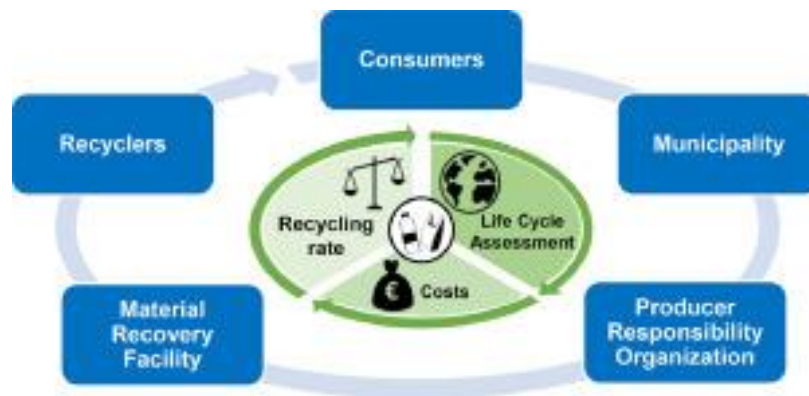 Consumers
Recyclers
Municipality
Recycling
rate
Life Cycle
Assessment
€
Costs
Material
Recovery
Facility
Producer
Responsibility
Organization